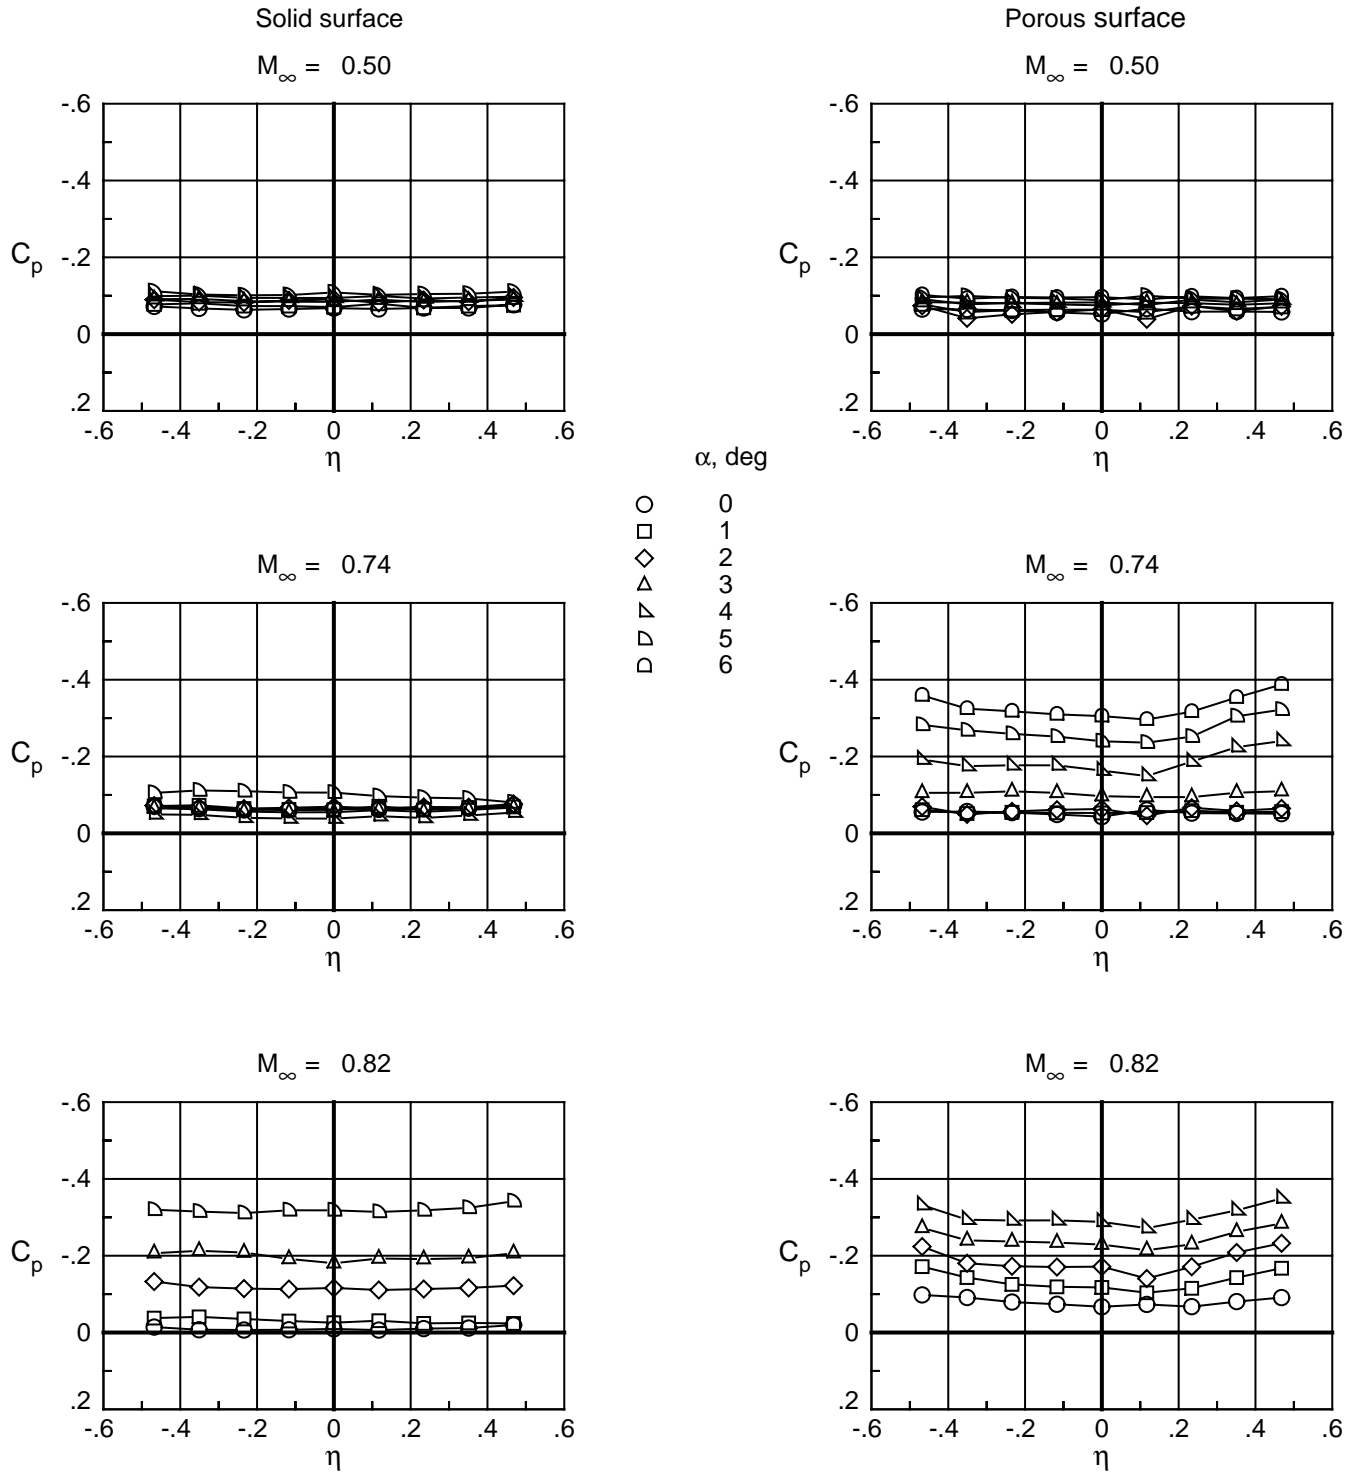 Solid surface
Porous surface
M∞ = 0.50
M∞ = 0.50
-.6
-.4
-.2
0
.2
Cp
-.6 -.4 -.2 0 .2 .4 .6
η
-.6
-.4
-.2
0
.2
Cp
-.6 -.4 -.2 0 .2 .4 .6
η
α, deg
0
1
2
3
4
5
6
M∞ = 0.74
M∞ = 0.74
-.6
-.4
-.2
0
.2
Cp
-.6 -.4 -.2 0 .2 .4 .6
η
-.6
-.4
-.2
0
.2
Cp
-.6 -.4 -.2 0 .2 .4 .6
η
M∞ = 0.82
M∞ = 0.82
-.6
-.4
-.2
0
.2
Cp
-.6 -.4 -.2 0 .2 .4 .6
η
-.6
-.4
-.2
0
.2
Cp
-.6 -.4 -.2 0 .2 .4 .6
η